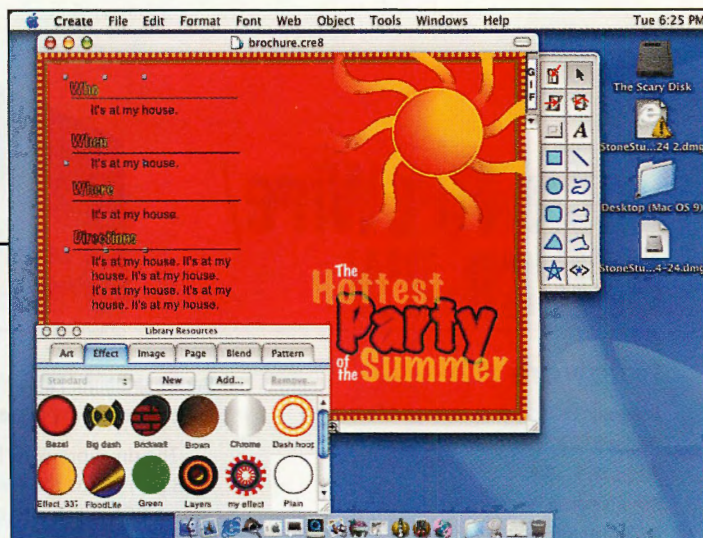 Create File Edit Format Font Web Object Tools Windows Help Tue 6:25 PM
brochure.cre8
GIF
Who
It's at my house.
When
It's at my house.
Where
It's at my house.
Directions
It's at my house. It's at my
house. It's at my house.
It's at my house. It's at my
house. It's at my house.
The
Hottest
Party
of
the
Summer
A
The Scary Disk
StoneStu...24 2.dmg
Desktop (Mac OS 9)
StoneStu...4-24.dmg
Library Resources
Art Effect Image Page Blend Pattern
Standard New Add... Remove...
Bezel Big dash Brickwall Brown Chrome Dash hoop
Effect_337 FloodLite Green Layers my effect Plain